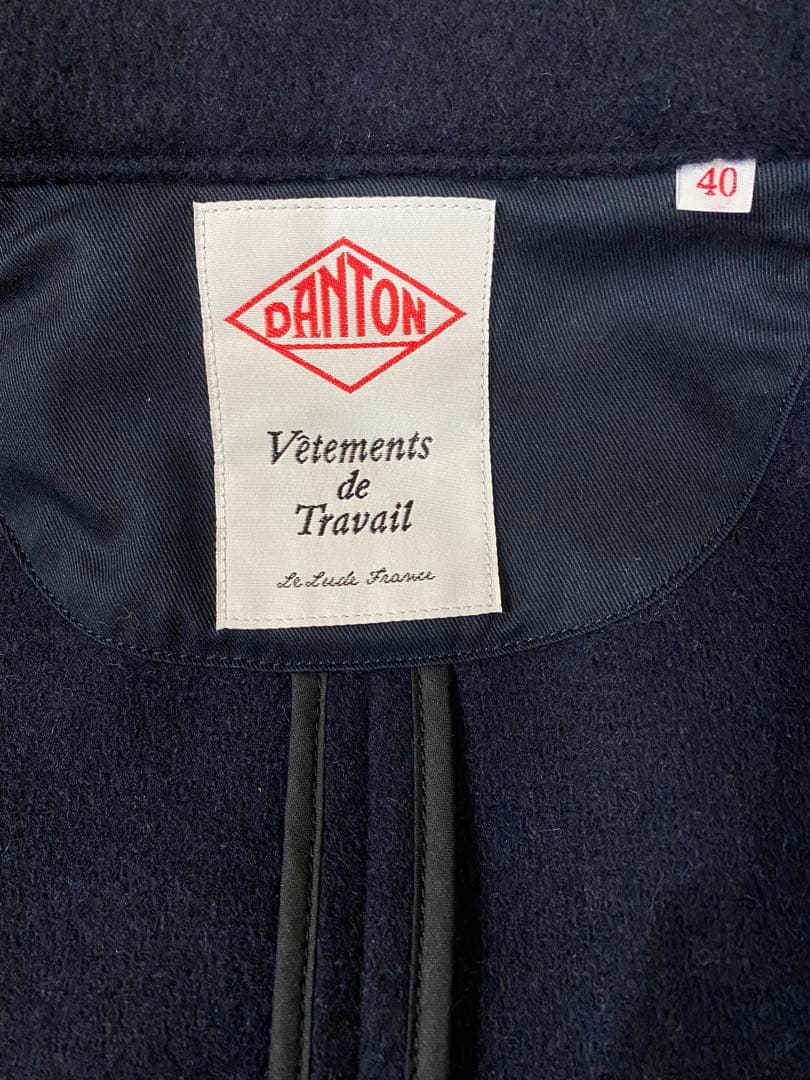 40
DANTON
Vêtements
de
Travail
Le Lude France